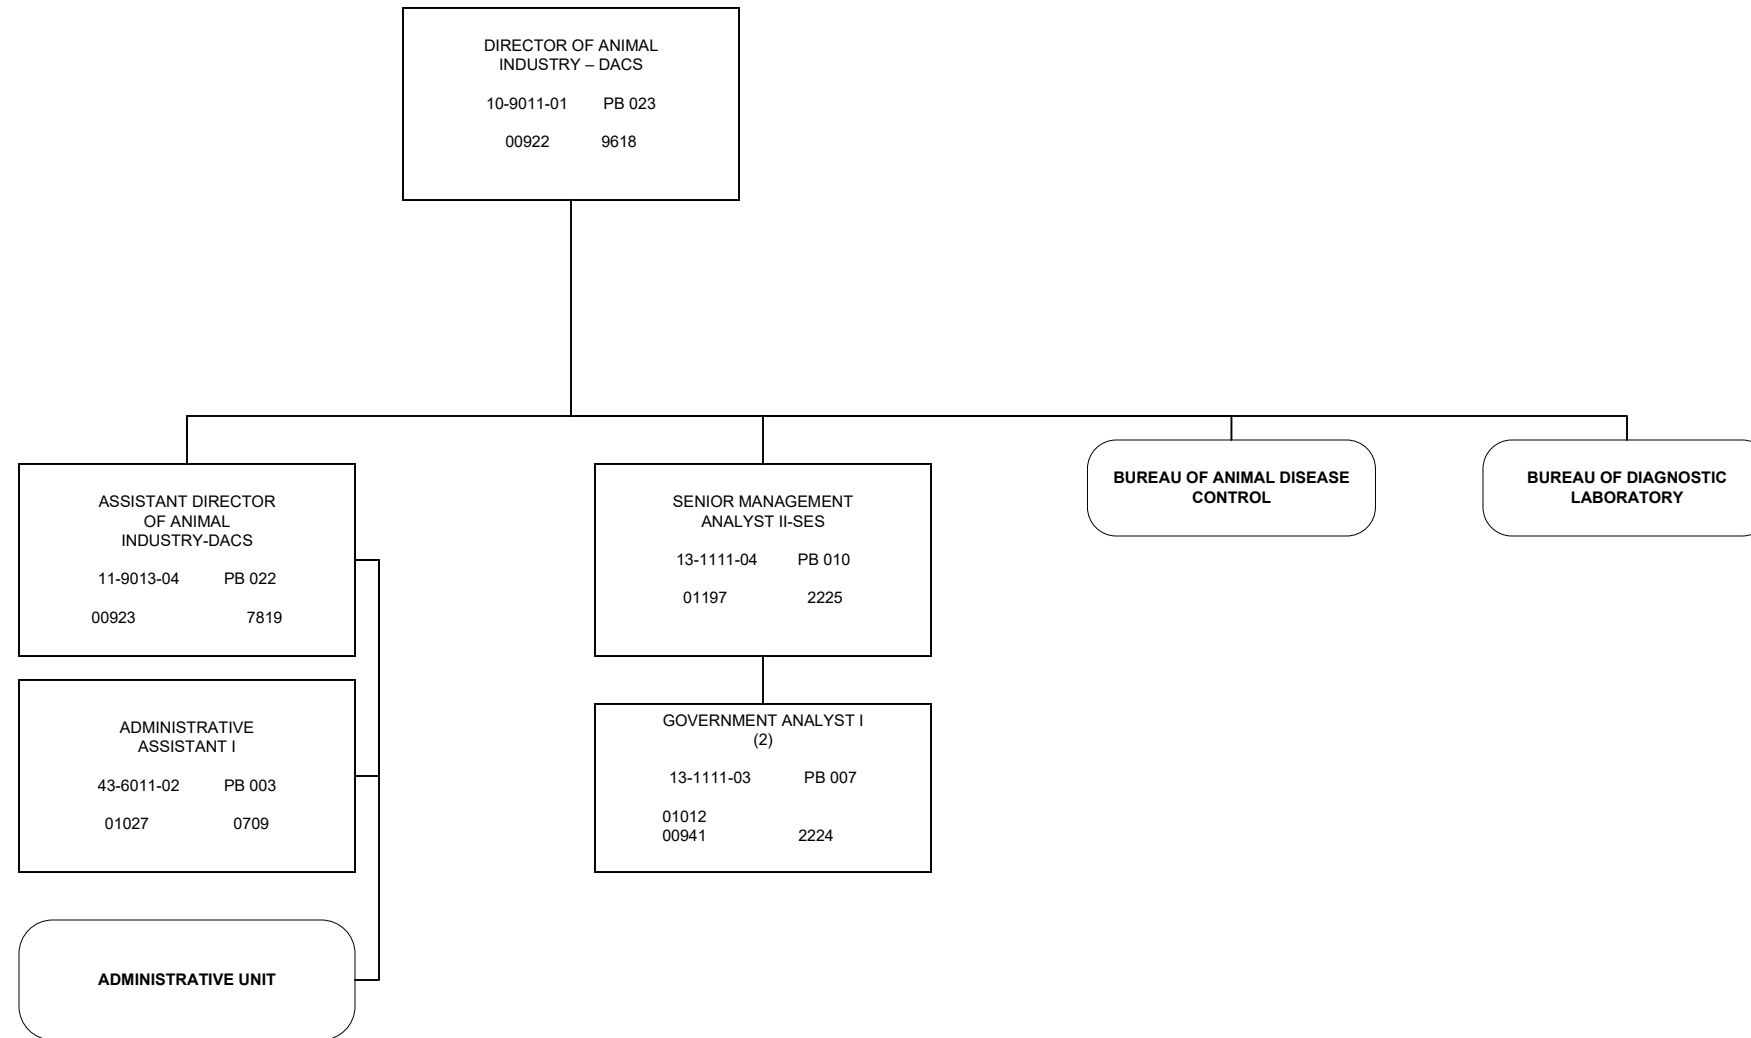 DIRECTOR OF ANIMAL
INDUSTRY – DACS
10-9011-01 PB 023
00922 9618
ASSISTANT DIRECTOR
OF ANIMAL
INDUSTRY-DACS
11-9013-04 PB 022
00923 7819
ADMINISTRATIVE
ASSISTANT I
43-6011-02 PB 003
01027 0709
ADMINISTRATIVE UNIT
SENIOR MANAGEMENT
ANALYST II-SES
13-1111-04 PB 010
01197 2225
GOVERNMENT ANALYST I
(2)
13-1111-03 PB 007
01012
00941 2224
BUREAU OF ANIMAL DISEASE
CONTROL
BUREAU OF DIAGNOSTIC
LABORATORY